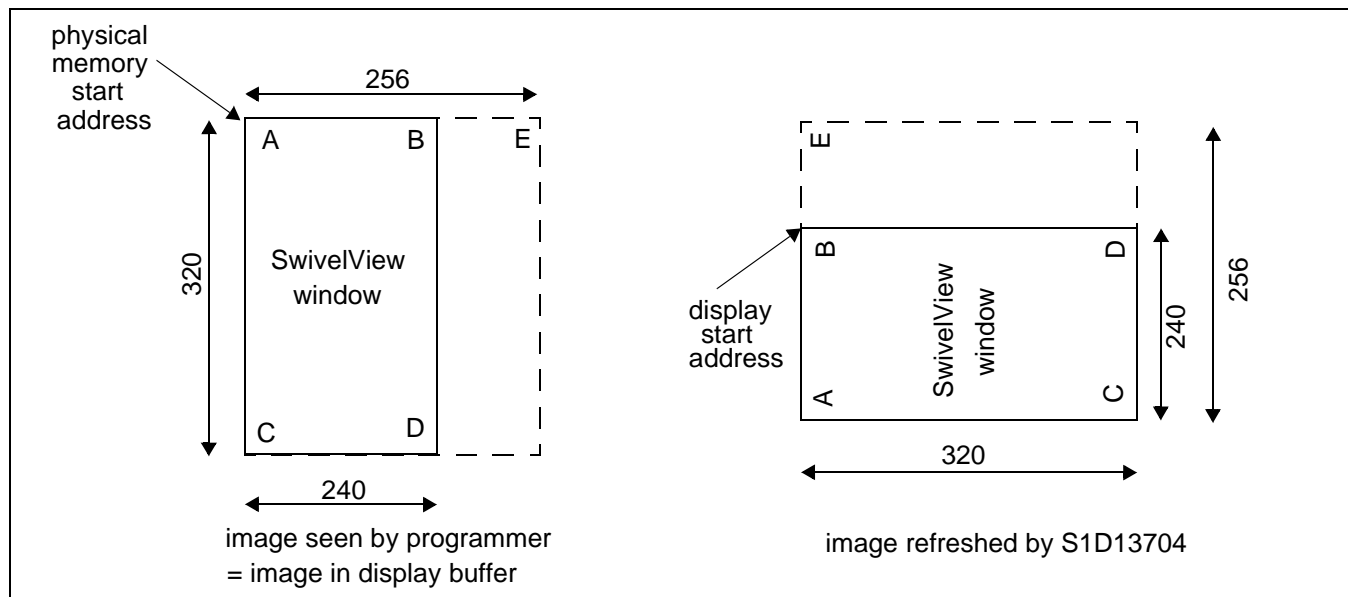 physical
memory
start
address
256
A
B
E
320
SwivelView
window
C
D
240
image seen by programmer
= image in display buffer
E
B
D
display
start
address
SwivelView
window
A
C
240
256
320
image refreshed by S1D13704